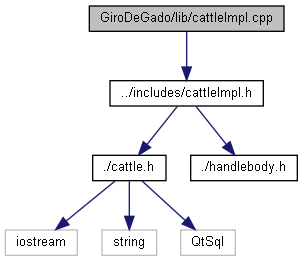 GiroDeGado/lib/cattleImpl.cpp
../includes/cattleImpl.h
./cattle.h
./handlebody.h
iostream
string
QtSql